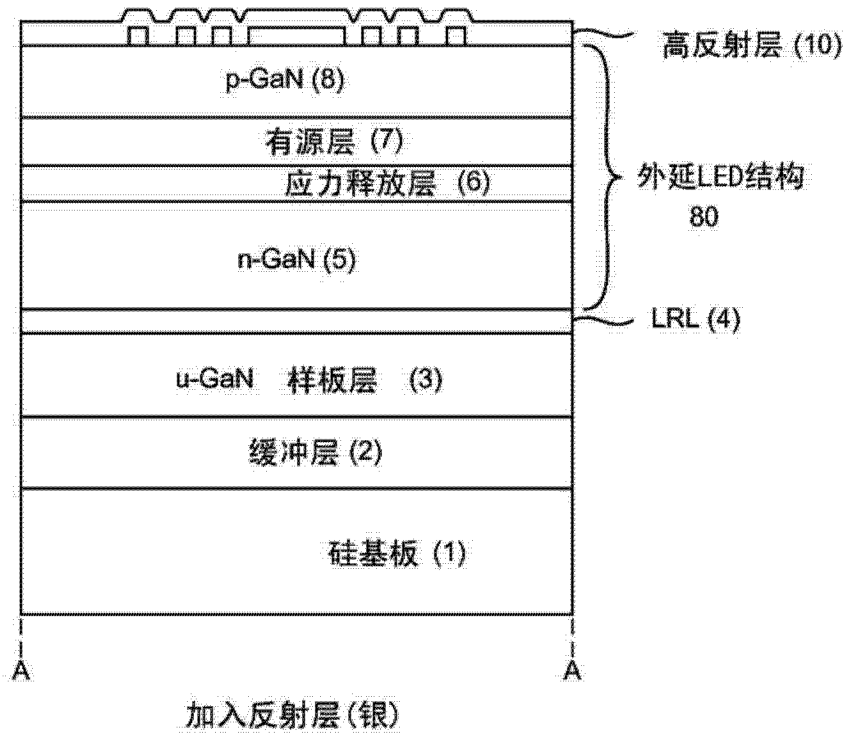 高反射层 (10)
p-GaN (8)
有源层 (7)
应力释放层 (6)
外延LED结构
80
n-GaN (5)
LRL (4)
u-GaN 样板层 (3)
缓冲层 (2)
硅基板 (1)
A A
加入反射层(银)